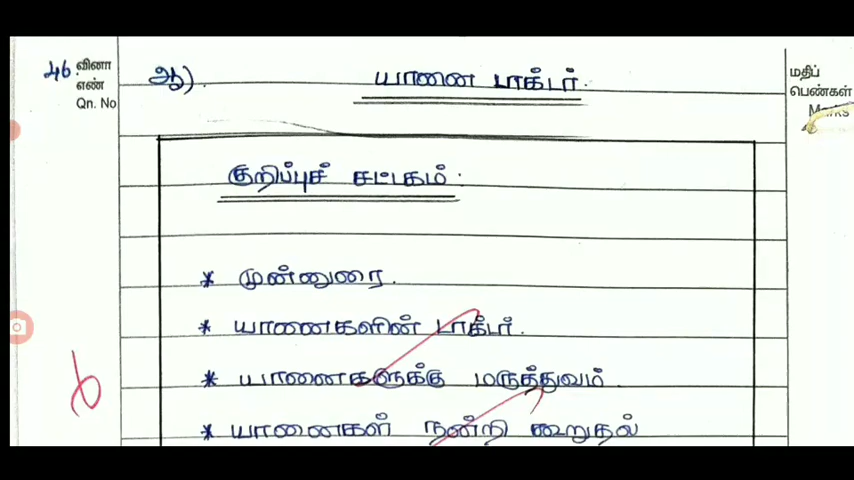 46. வினா எண் Qn. No
ஆ) யானை டாக்டர்.
மதிப் பெண்கள் Marks
குறிப்புச் சட்டகம்.
* முன்னுரை.
* யானைகளின் டாக்டர்.
* யானைகளுக்கு மருத்துவம்.
* யானைகள் நன்றி கூறுதல்